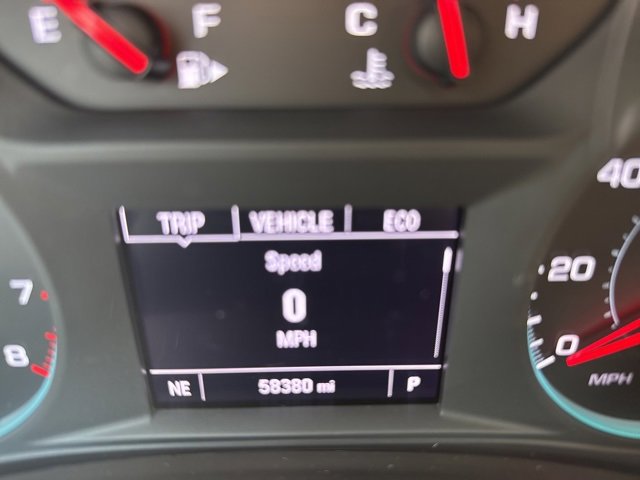 E F C H
TRIP VEHICLE ECO
Speed
0
MPH
NE 58380 mi P
7
8
40
20
0
MPH